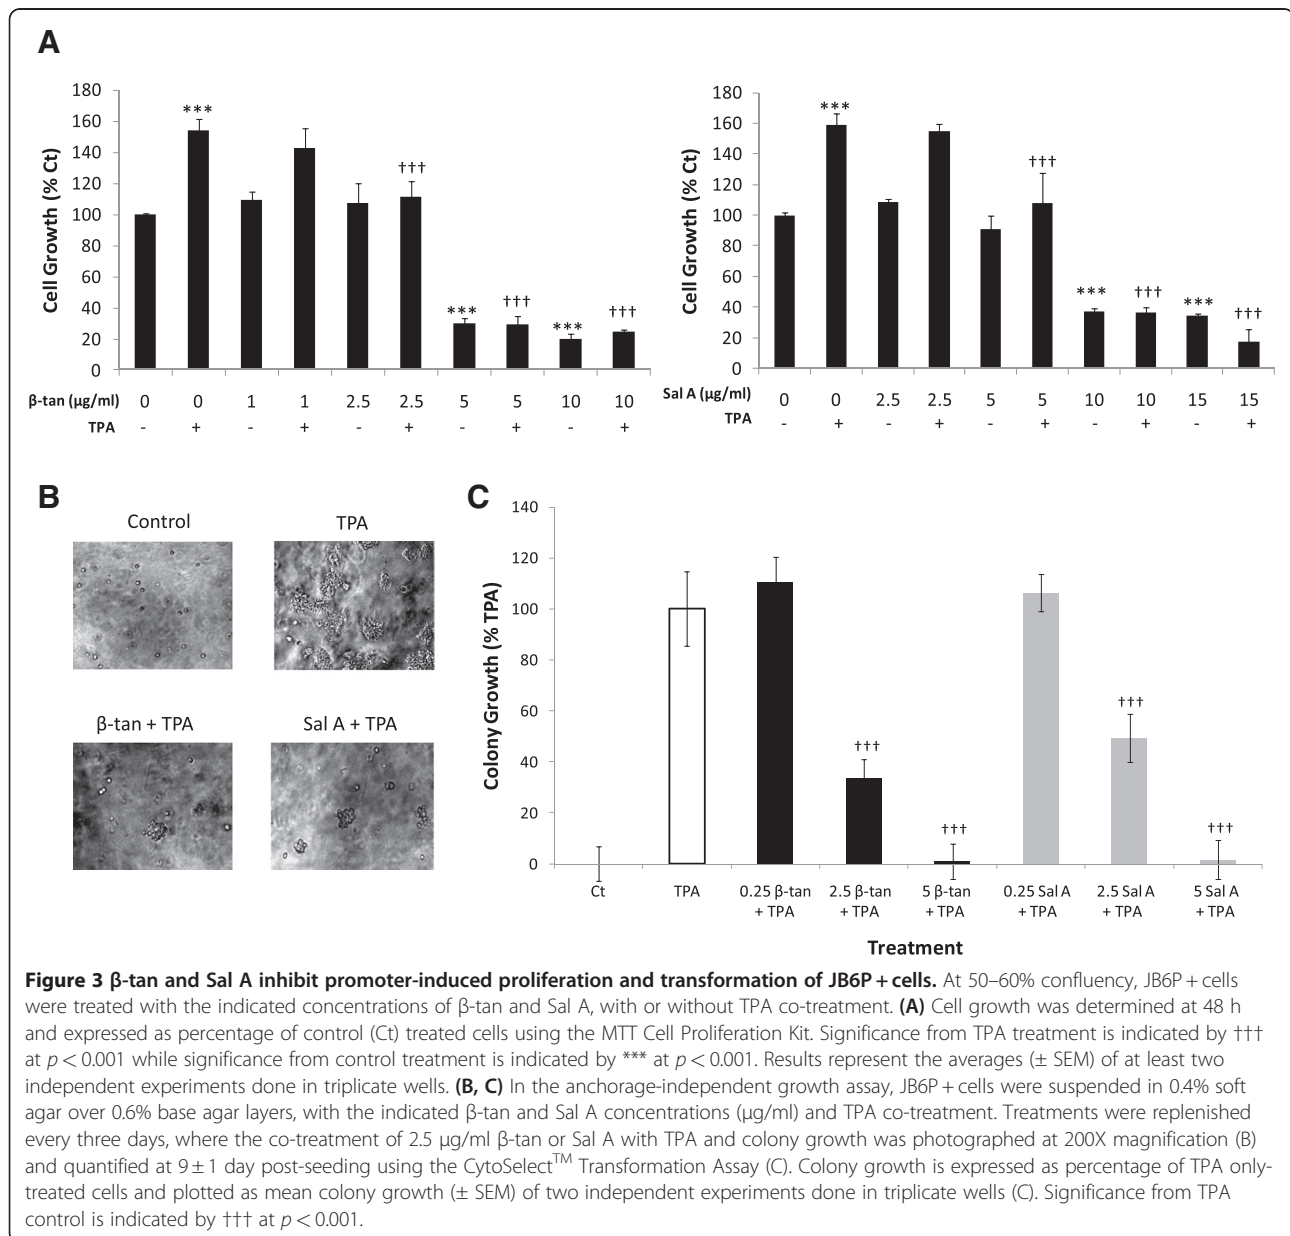 A
180
160
140
120
100
80
60
40
20
0
Cell Growth (% Ct)
***
†††
***
†††
***
†††
β-tan (µg/ml) 0 0 1 1 2.5 2.5 5 5 10 10
TPA - + - + - + - + - +
180
160
140
120
100
80
60
40
20
0
Cell Growth (% Ct)
***
†††
***
†††
***
†††
Sal A (µg/ml) 0 0 2.5 2.5 5 5 10 10 15 15
TPA - + - + - + - + - +
B
Control
TPA
β-tan + TPA
Sal A + TPA
C
140
120
100
80
60
40
20
0
Colony Growth (% TPA)
†††
†††
†††
†††
Ct TPA 0.25 β-tan 2.5 β-tan 5 β-tan 0.25 Sal A 2.5 Sal A 5 Sal A
+ TPA + TPA + TPA + TPA + TPA + TPA
Treatment
Figure 3 β-tan and Sal A inhibit promoter-induced proliferation and transformation of JB6P + cells. At 50–60% confluency, JB6P + cells
were treated with the indicated concentrations of β-tan and Sal A, with or without TPA co-treatment. (A) Cell growth was determined at 48 h
and expressed as percentage of control (Ct) treated cells using the MTT Cell Proliferation Kit. Significance from TPA treatment is indicated by †††
at p < 0.001 while significance from control treatment is indicated by *** at p < 0.001. Results represent the averages (± SEM) of at least two
independent experiments done in triplicate wells. (B, C) In the anchorage-independent growth assay, JB6P + cells were suspended in 0.4% soft
agar over 0.6% base agar layers, with the indicated β-tan and Sal A concentrations (µg/ml) and TPA co-treatment. Treatments were replenished
every three days, where the co-treatment of 2.5 µg/ml β-tan or Sal A with TPA and colony growth was photographed at 200X magnification (B)
and quantified at 9 ± 1 day post-seeding using the CytoSelect™ Transformation Assay (C). Colony growth is expressed as percentage of TPA only-
treated cells and plotted as mean colony growth (± SEM) of two independent experiments done in triplicate wells (C). Significance from TPA
control is indicated by ††† at p < 0.001.